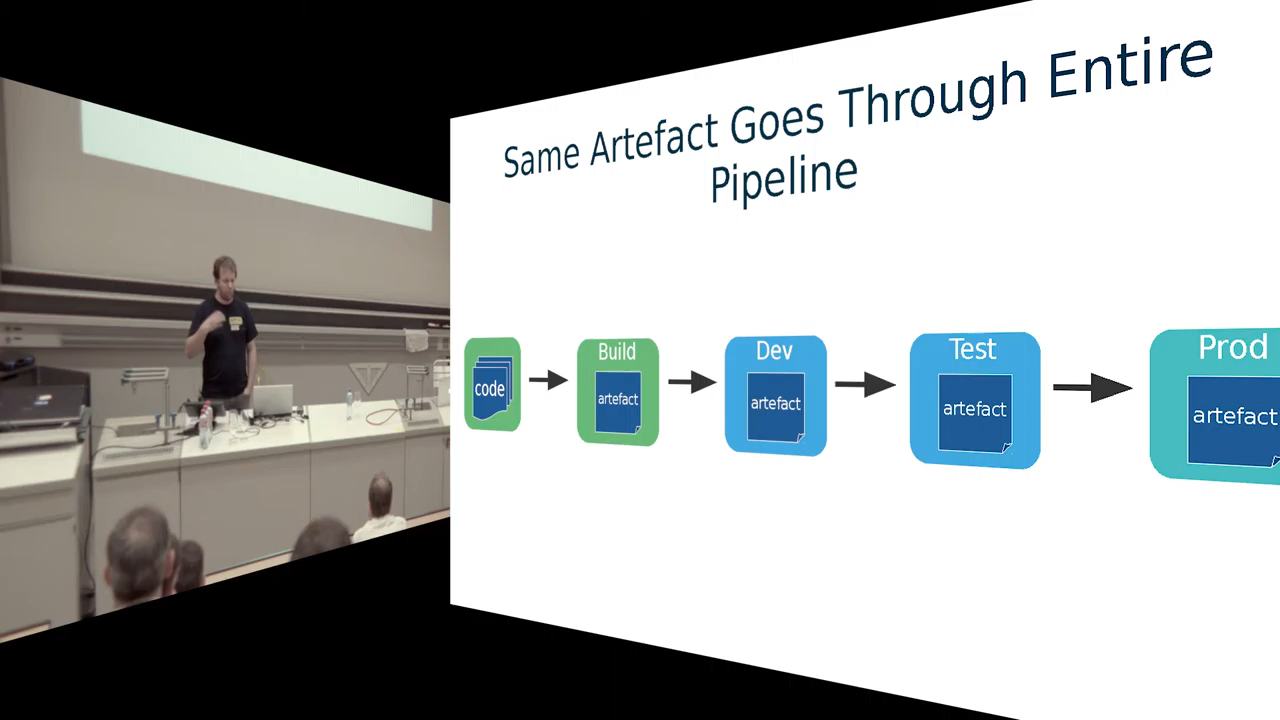 Same Artefact Goes Through Entire
Pipeline
code
Build
artefact
Dev
artefact
Test
artefact
Prod
artefact